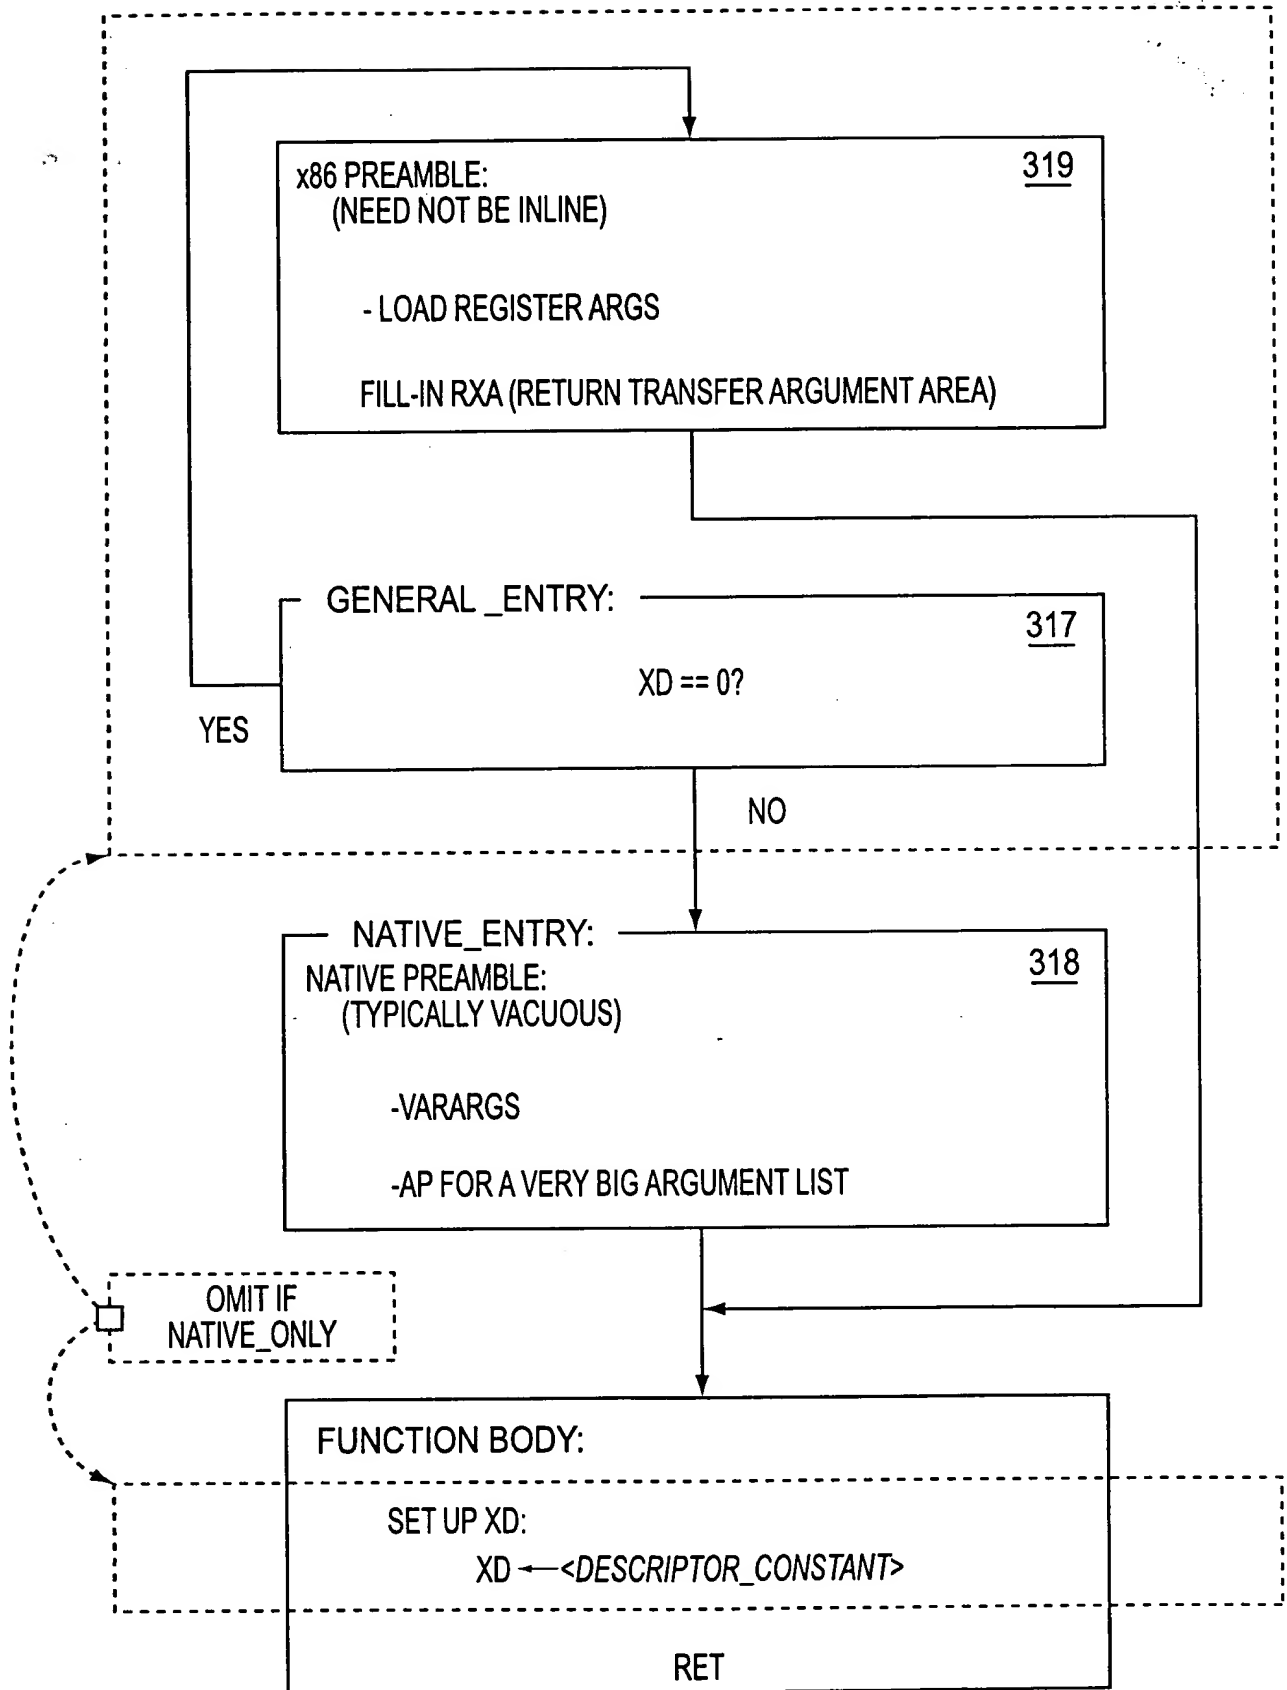 319
x86 PREAMBLE:
(NEED NOT BE INLINE)
- LOAD REGISTER ARGS
FILL-IN RXA (RETURN TRANSFER ARGUMENT AREA)
GENERAL _ENTRY:
317
XD == 0?
YES
NO
NATIVE_ENTRY:
318
NATIVE PREAMBLE:
(TYPICALLY VACUOUS)
-VARARGS
-AP FOR A VERY BIG ARGUMENT LIST
OMIT IF
NATIVE_ONLY
FUNCTION BODY:
SET UP XD:
XD ←<DESCRIPTOR_CONSTANT>
RET